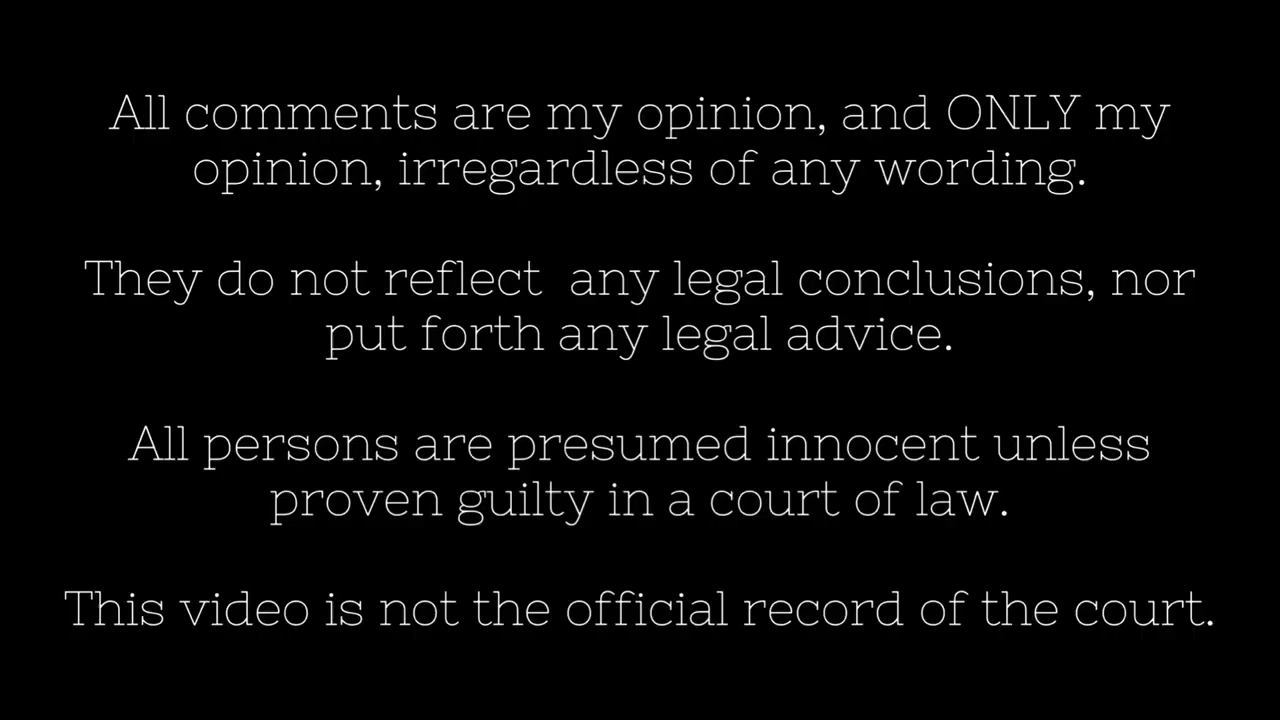 All comments are my opinion, and ONLY my
opinion, irregardless of any wording.
They do not reflect  any legal conclusions, nor
put forth any legal advice.
All persons are presumed innocent unless
proven guilty in a court of law.
This video is not the official record of the court.